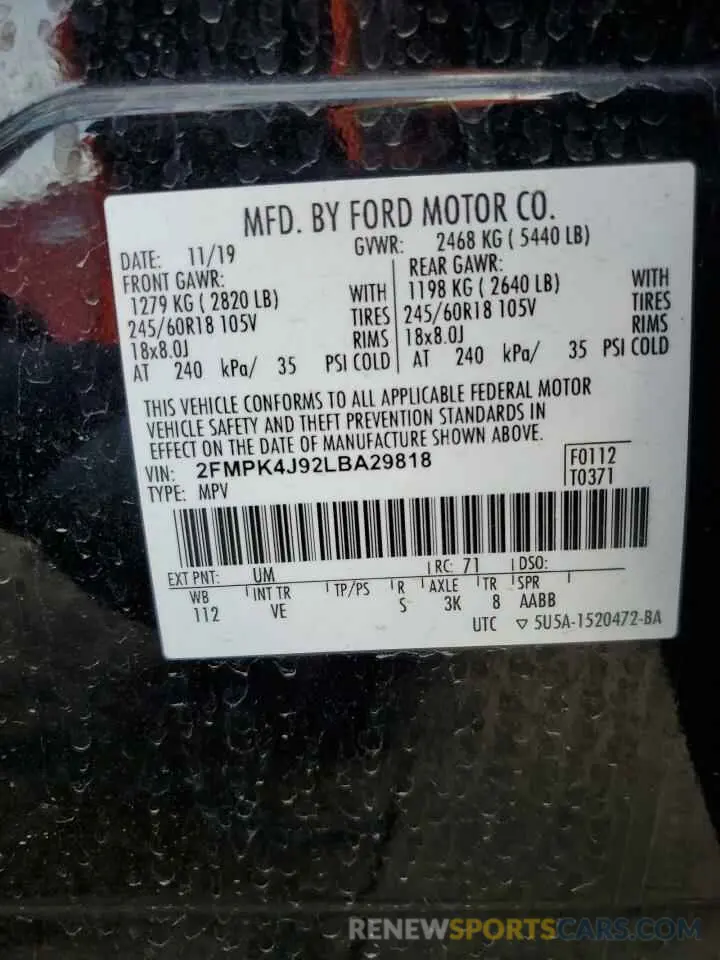 MFD. BY FORD MOTOR CO.
DATE: 11/19 GVWR: 2468 KG ( 5440 LB)
FRONT GAWR: REAR GAWR:
1279 KG ( 2820 LB) WITH 1198 KG ( 2640 LB) WITH
245/60R18 105V TIRES 245/60R18 105V TIRES
18x8.0J RIMS 18x8.0J RIMS
AT 240 kPa/ 35 PSI COLD AT 240 kPa/ 35 PSI COLD
THIS VEHICLE CONFORMS TO ALL APPLICABLE FEDERAL MOTOR
VEHICLE SAFETY AND THEFT PREVENTION STANDARDS IN
EFFECT ON THE DATE OF MANUFACTURE SHOWN ABOVE.
VIN: 2FMPK4J92LBA29818 F0112
TYPE: MPV T0371
EXT PNT: UM RC: 71 DSO:
WB INT TR TP/PS R AXLE TR SPR
112 VE S 3K 8 AABB
UTC ▽ 5U5A-1520472-BA
RENEWSPORTSCARS.COM